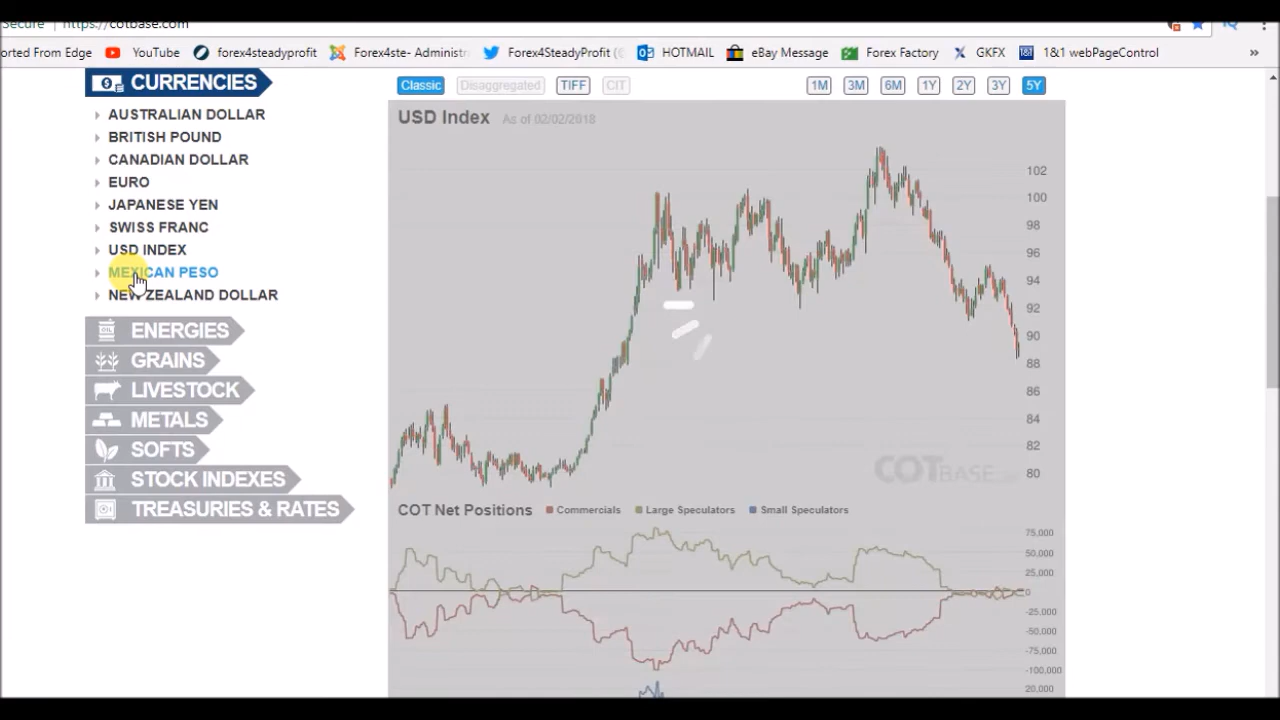 Secure https://cotbase.com
orted From Edge YouTube forex4steadyprofit Forex4ste- Administr Forex4SteadyProfit ( HOTMAIL eBay Mesage Forex Factory GKFX 1&1 webPageControl »
CURRENCIES
AUSTRALIAN DOLLAR
BRITISH POUND
CANADIAN DOLLAR
EURO
JAPANESE YEN
SWISS FRANC
USD INDEX
MEXICAN PESO
NEW ZEALAND DOLLAR
OIL ENERGIES
GRAINS
LIVESTOCK
METALS
SOFTS
STOCK INDEXES
TREASURIES & RATES
Classic Disaggregated TIFF CIT 1M 3M 6M 1Y 2Y 3Y 5Y
USD Index As of 02/02/2018
102
100
98
96
94
92
90
88
86
84
82
80
COTBASE.com
COT Net Positions Commercials Large Speculators Small Speculators
75,000
50,000
25,000
0
-25,000
-50,000
-75,000
-100,000
20,000